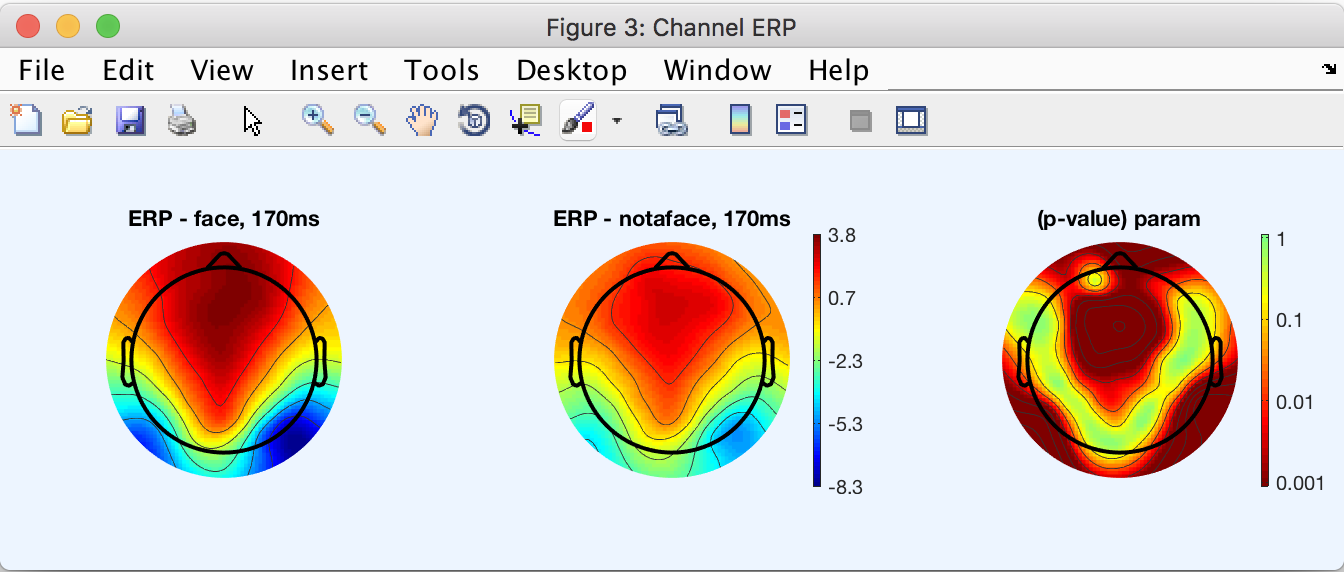 Figure 3: Channel ERP
File Edit View Insert Tools Desktop Window Help
ERP - face, 170ms
ERP - notaface, 170ms
3.8
0.7
-2.3
-5.3
-8.3
(p-value) param
1
0.1
0.01
0.001